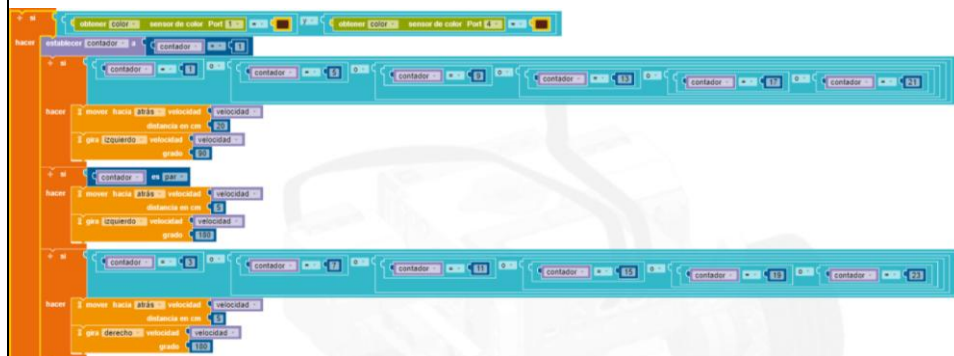 si obtener color sensor de color Port 1 = y obtener color sensor de color Port 4 =
hacer establecer contador a contador + 1
si contador = 1 o contador = 5 o contador = 9 o contador = 13 o contador = 17 o contador = 21
hacer mover hacia atrás velocidad velocidad
distancia en cm 20
gira izquierdo velocidad velocidad
grado 90
si contador es par
hacer mover hacia atrás velocidad velocidad
distancia en cm 5
gira izquierdo velocidad velocidad
grado 180
si contador = 3 o contador = 7 o contador = 11 o contador = 15 o contador = 19 o contador = 23
hacer mover hacia atrás velocidad velocidad
distancia en cm 5
gira derecho velocidad velocidad
grado 180